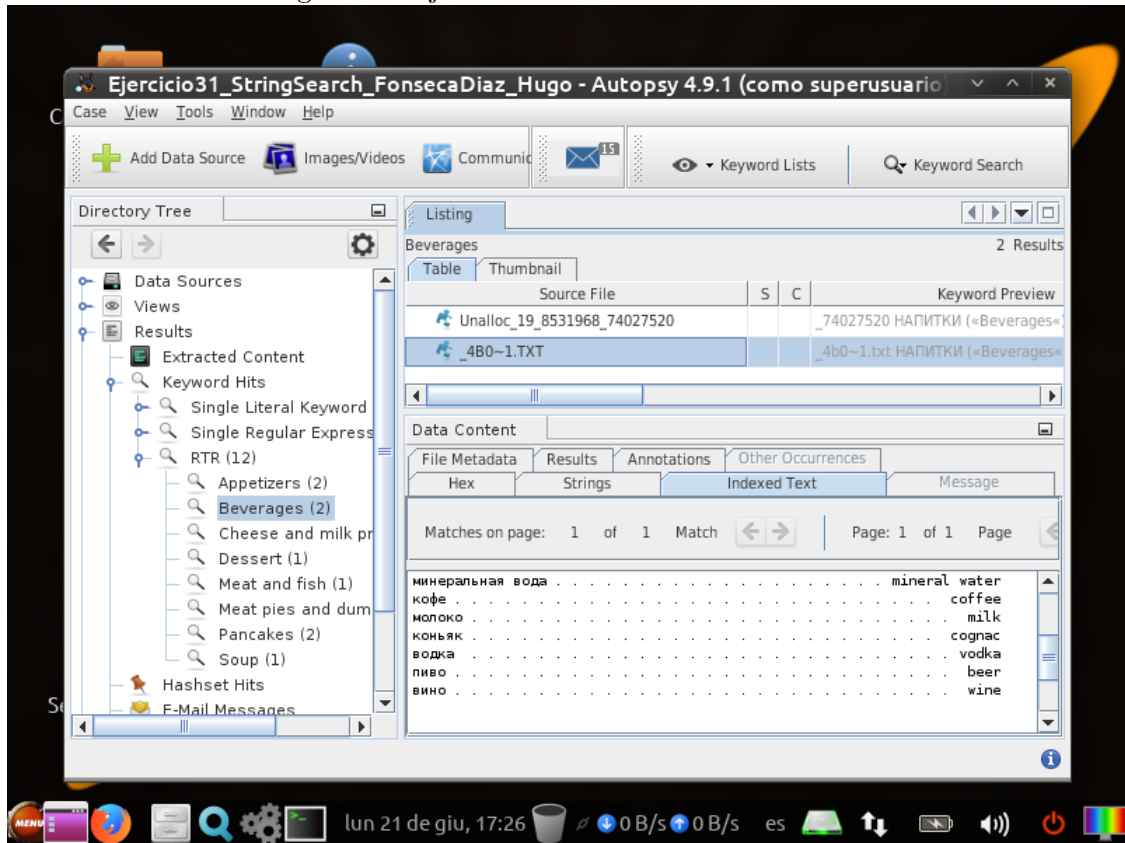 Ejercicio31_StringSearch_FonsecaDiaz_Hugo - Autopsy 4.9.1 (como superusuario)
Case View Tools Window Help
Add Data Source Images/Videos Communic 15 Keyword Lists Keyword Search
Directory Tree
Data Sources
Views
Results
Extracted Content
Keyword Hits
Single Literal Keyword
Single Regular Express
RTR (12)
Appetizers (2)
Beverages (2)
Cheese and milk pr
Dessert (1)
Meat and fish (1)
Meat pies and dum
Pancakes (2)
Soup (1)
Hashset Hits
E-Mail Messages
Listing
Beverages 2 Results
Table Thumbnail
Source File S C Keyword Preview
Unalloc_19_8531968_74027520 _74027520 НАПИТКИ («Beverages«)
_4B0~1.TXT _4b0~1.txt НАПИТКИ («Beverages«
Data Content
File Metadata Results Annotations Other Occurrences
Hex Strings Indexed Text Message
Matches on page: 1 of 1 Match Page: 1 of 1 Page
минеральная вода . . . . . . . . . . . . . . . . . . . . mineral water
кофе . . . . . . . . . . . . . . . . . . . . . . . . . . . . . . coffee
молоко . . . . . . . . . . . . . . . . . . . . . . . . . . . . . milk
коньяк . . . . . . . . . . . . . . . . . . . . . . . . . . . . cognac
водка . . . . . . . . . . . . . . . . . . . . . . . . . . . . . vodka
пиво . . . . . . . . . . . . . . . . . . . . . . . . . . . . . . beer
вино . . . . . . . . . . . . . . . . . . . . . . . . . . . . . . wine
MENU lun 21 de giu, 17:26 0 B/s 0 B/s es